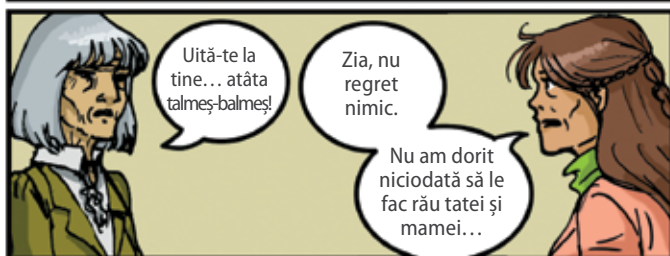 Uită-te la
tine… atâta
talmeș-balmeș!
Zia, nu
regret
nimic.
Nu am dorit
niciodată să le
fac rău tatei și
mamei…